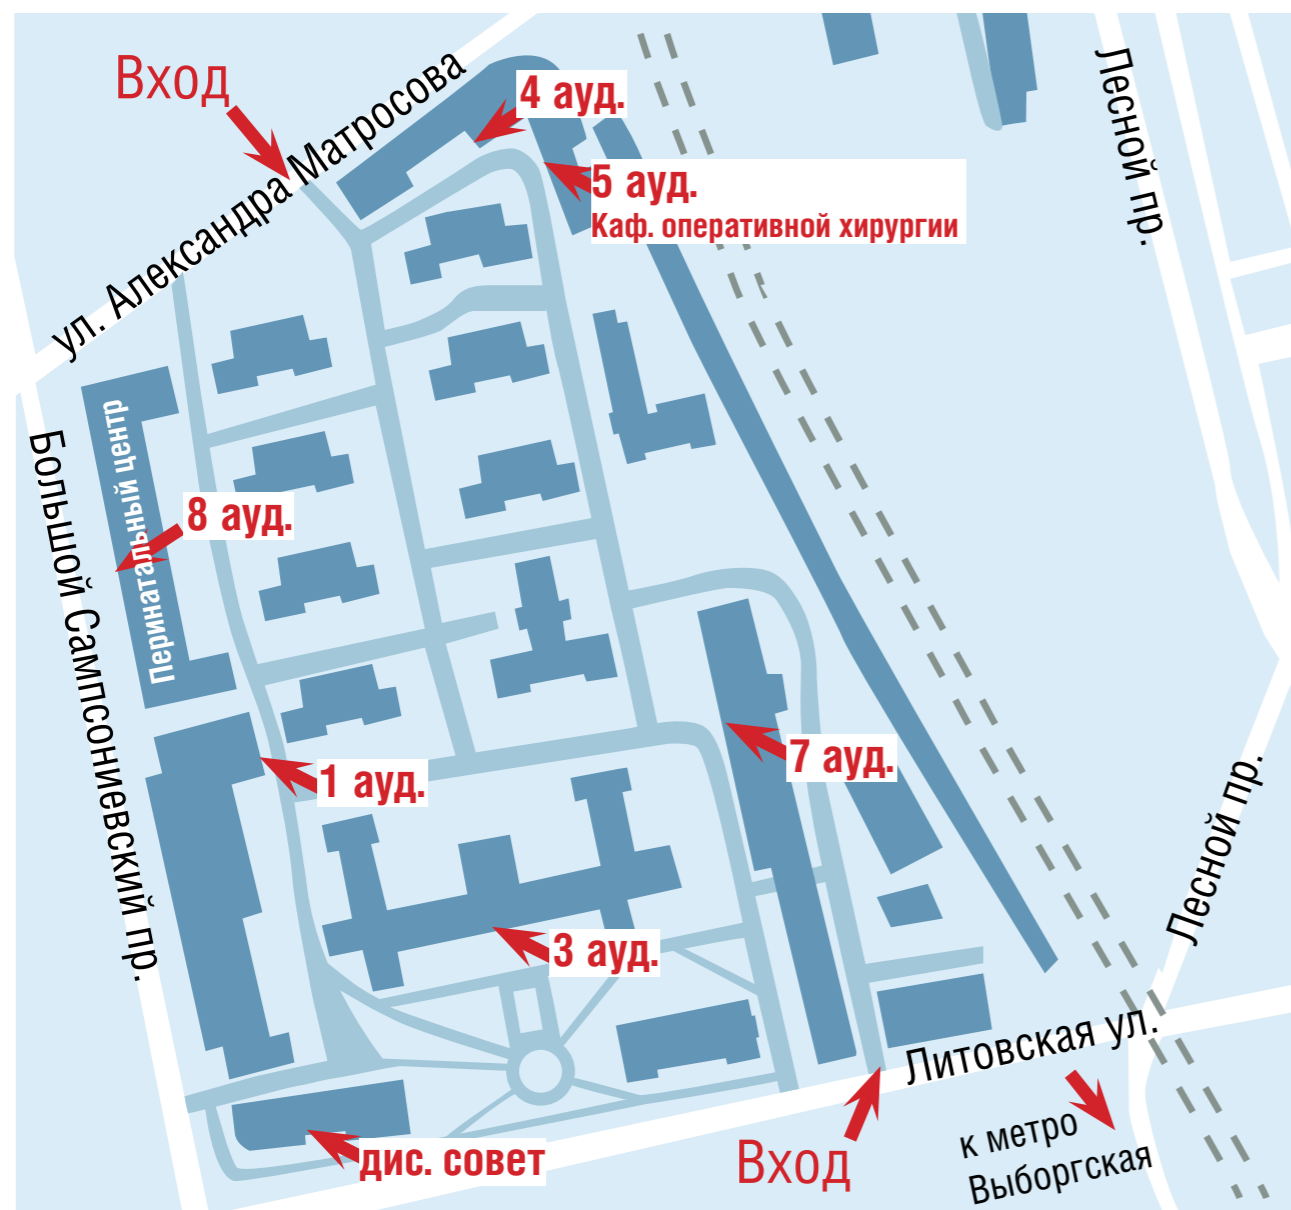 Вход
ул. Александра Матросова
4 ауд.
5 ауд.
Каф. оперативной хирургии
Лесной пр.
Перинатальный центр
8 ауд.
Большой Сампсониевский пр.
1 ауд.
7 ауд.
3 ауд.
Лесной пр.
Литовская ул.
дис. совет
Вход
к метро
Выборгская